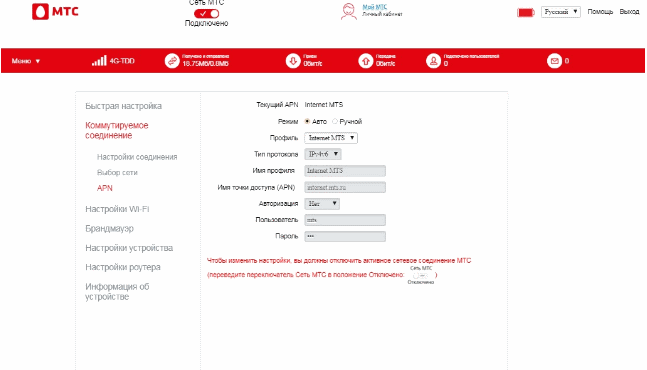 Сеть МТС
МТС
Подключено
Мой МТС
Личный кабинет
Русский
Помощь
Выход
Меню
4G-TDD
Получено и отправлено
18.75Мб/0.8Мб
Прием
0бит/с
Передача
0бит/с
Подключено пользователей
0
0
Быстрая настройка
Коммутируемое
соединение
Настройки соединения
Выбор сети
APN
Настройки Wi-Fi
Брандмауэр
Настройки устройства
Настройки роутера
Информация об
устройстве
Текущий APN Internet MTS
Режим Авто Ручной
Профиль Internet MTS
Тип протокола IPv4v6
Имя профиля Internet MTS
Имя точки доступа (APN) internet.mts.ru
Авторизация Нет
Пользователь mts
Пароль •••
Чтобы изменить настройки, вы должны отключить активное сетевое соединение МТС
(переведите переключатель Сеть МТС в положение Отключено: Сеть МТС Отключено )